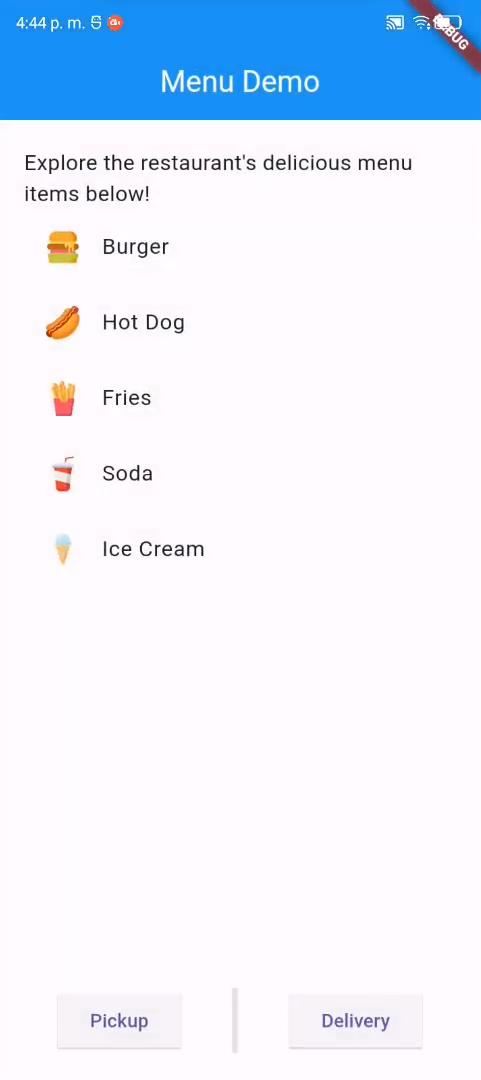 4:44 p. m.
DEBUG
Menu Demo
Explore the restaurant's delicious menu
items below!
Burger
Hot Dog
Fries
Soda
Ice Cream
Pickup
Delivery